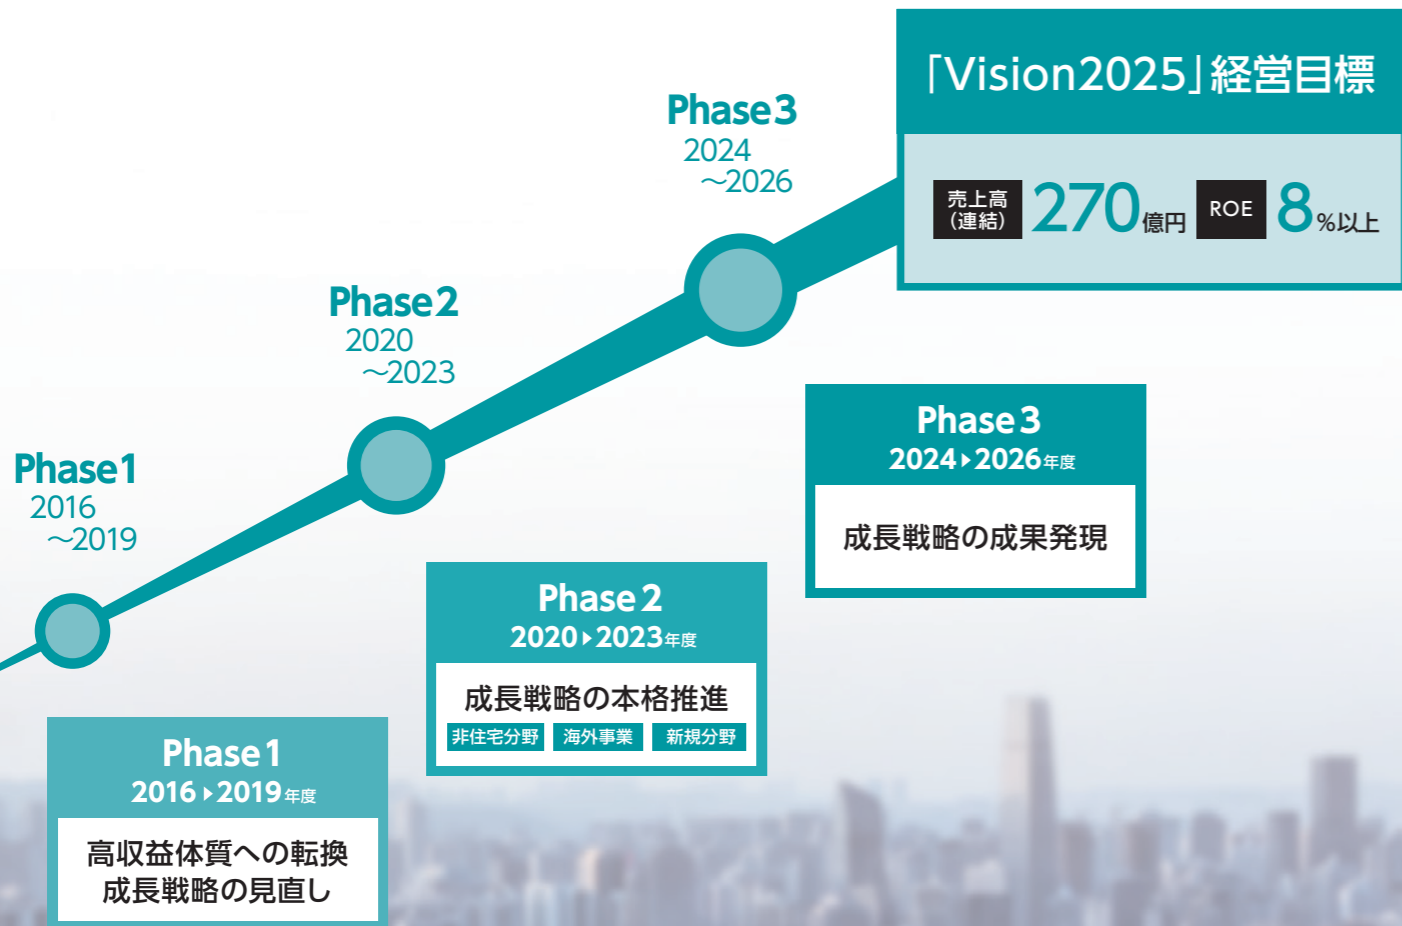 「Vision2025」経営目標
売上高
（連結）
270億円
ROE
8%以上
Phase3
2024
～2026
Phase2
2020
～2023
Phase1
2016
～2019
Phase3
2024▶2026年度
成長戦略の成果発現
Phase2
2020▶2023年度
成長戦略の本格推進
非住宅分野 海外事業 新規分野
Phase1
2016▶2019年度
高収益体質への転換
成長戦略の見直し